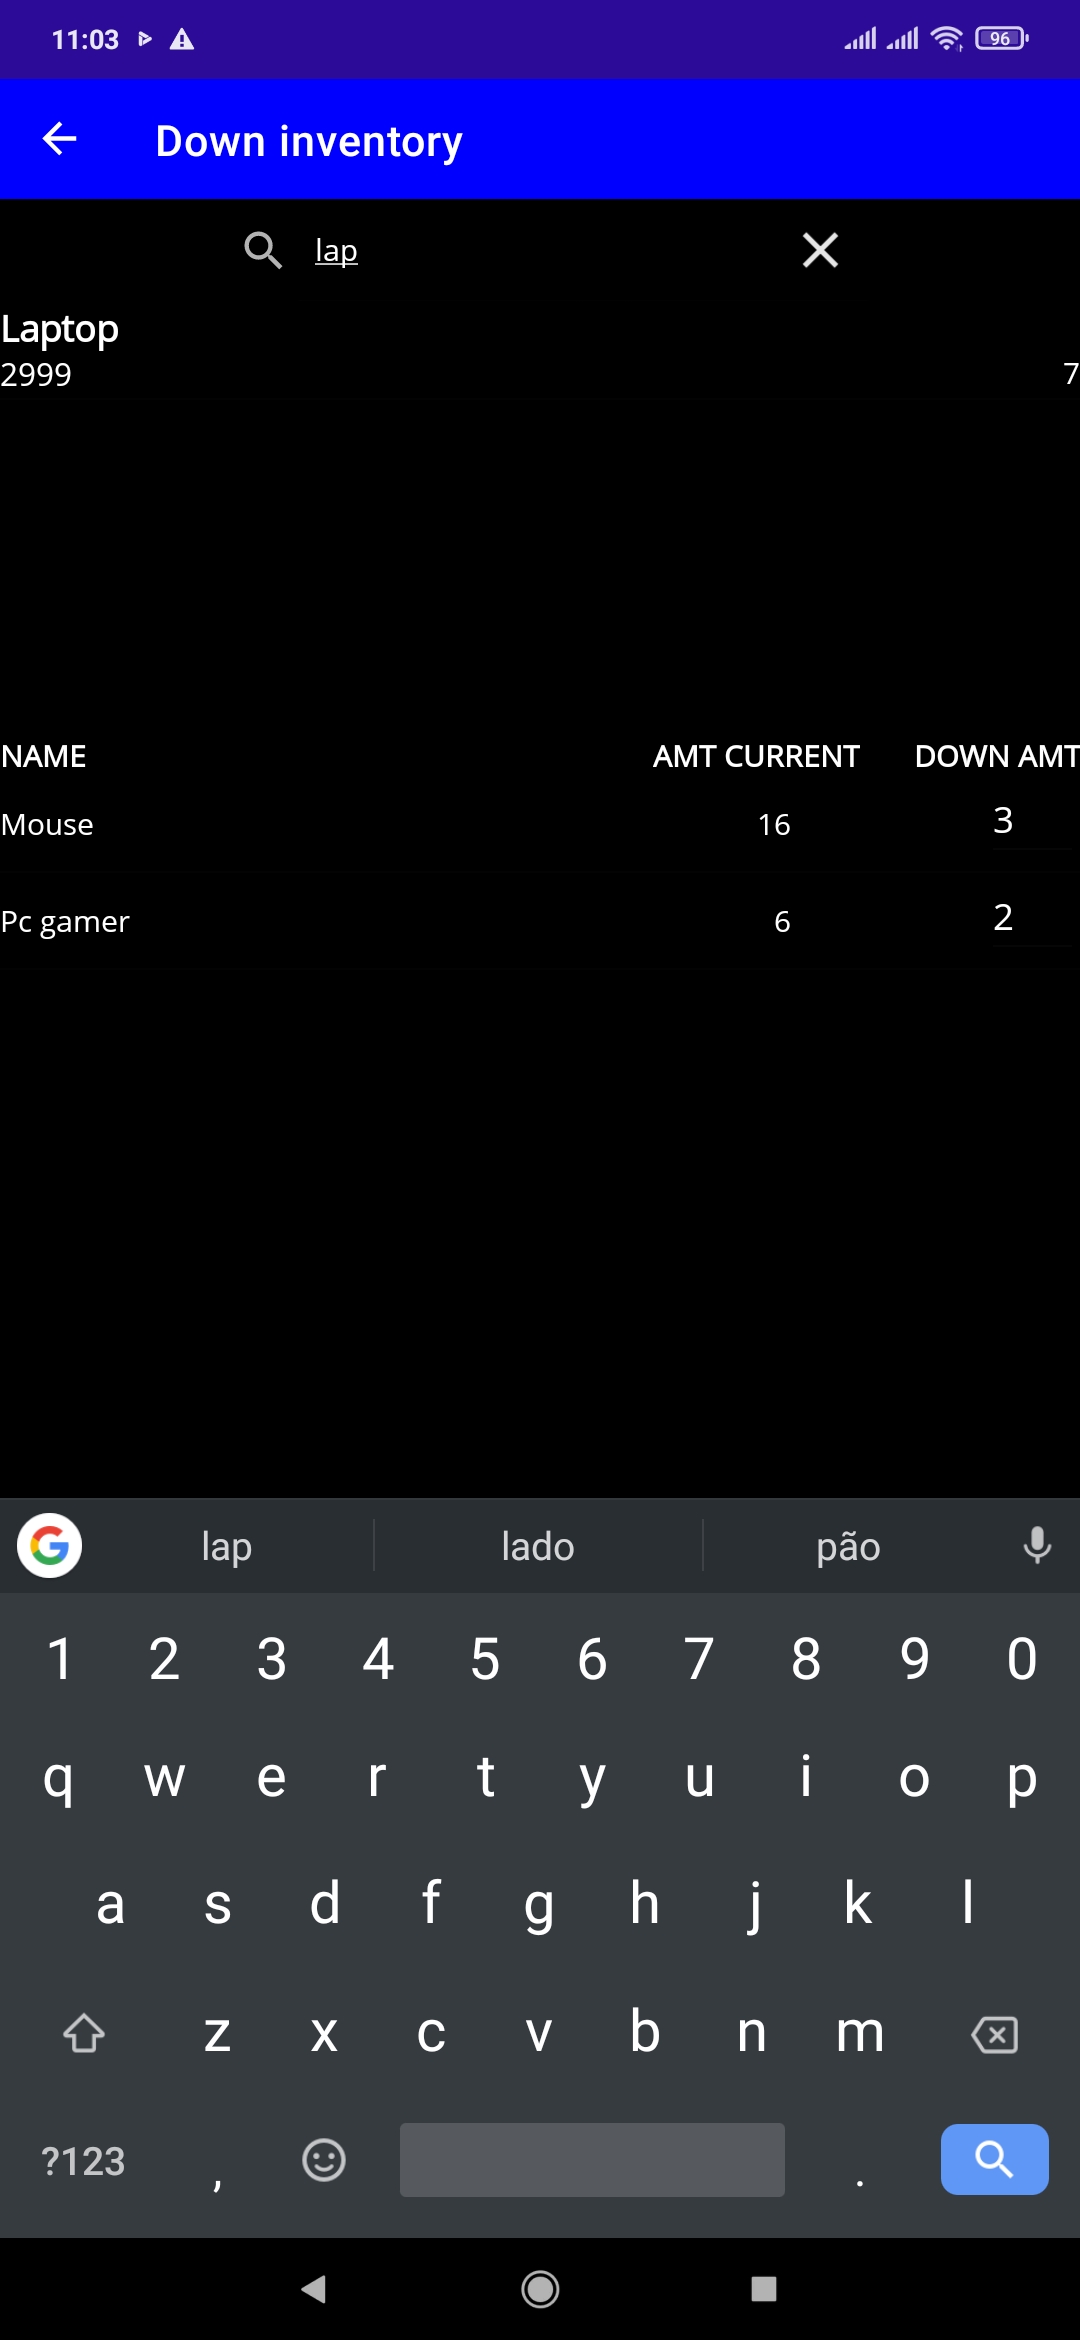 11:03 96
Down inventory
lap
Laptop
2999 7
NAME AMT CURRENT DOWN AMT
Mouse 16 3
Pc gamer 6 2
lap lado pão
1 2 3 4 5 6 7 8 9 0
q w e r t y u i o p
a s d f g h j k l
z x c v b n m
?123 , .